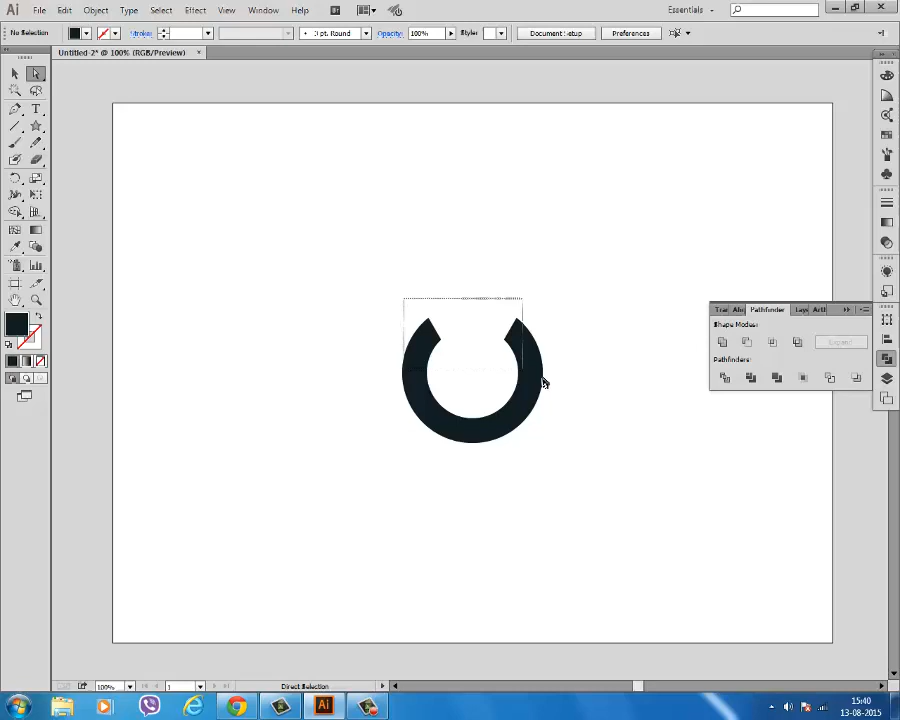 Ai File Edit Object Type Select Effect View Window Help Br Essentials
No Selection Stroke: 3 pt. Round Opacity: 100% Style: Document Setup Preferences
Untitled-2* @ 100% (RGB/Preview) ×
Pathfinder
Shape Modes:
Expand
Pathfinders:
100% 1 Direct Selection
Ai 15:40
13-08-2015